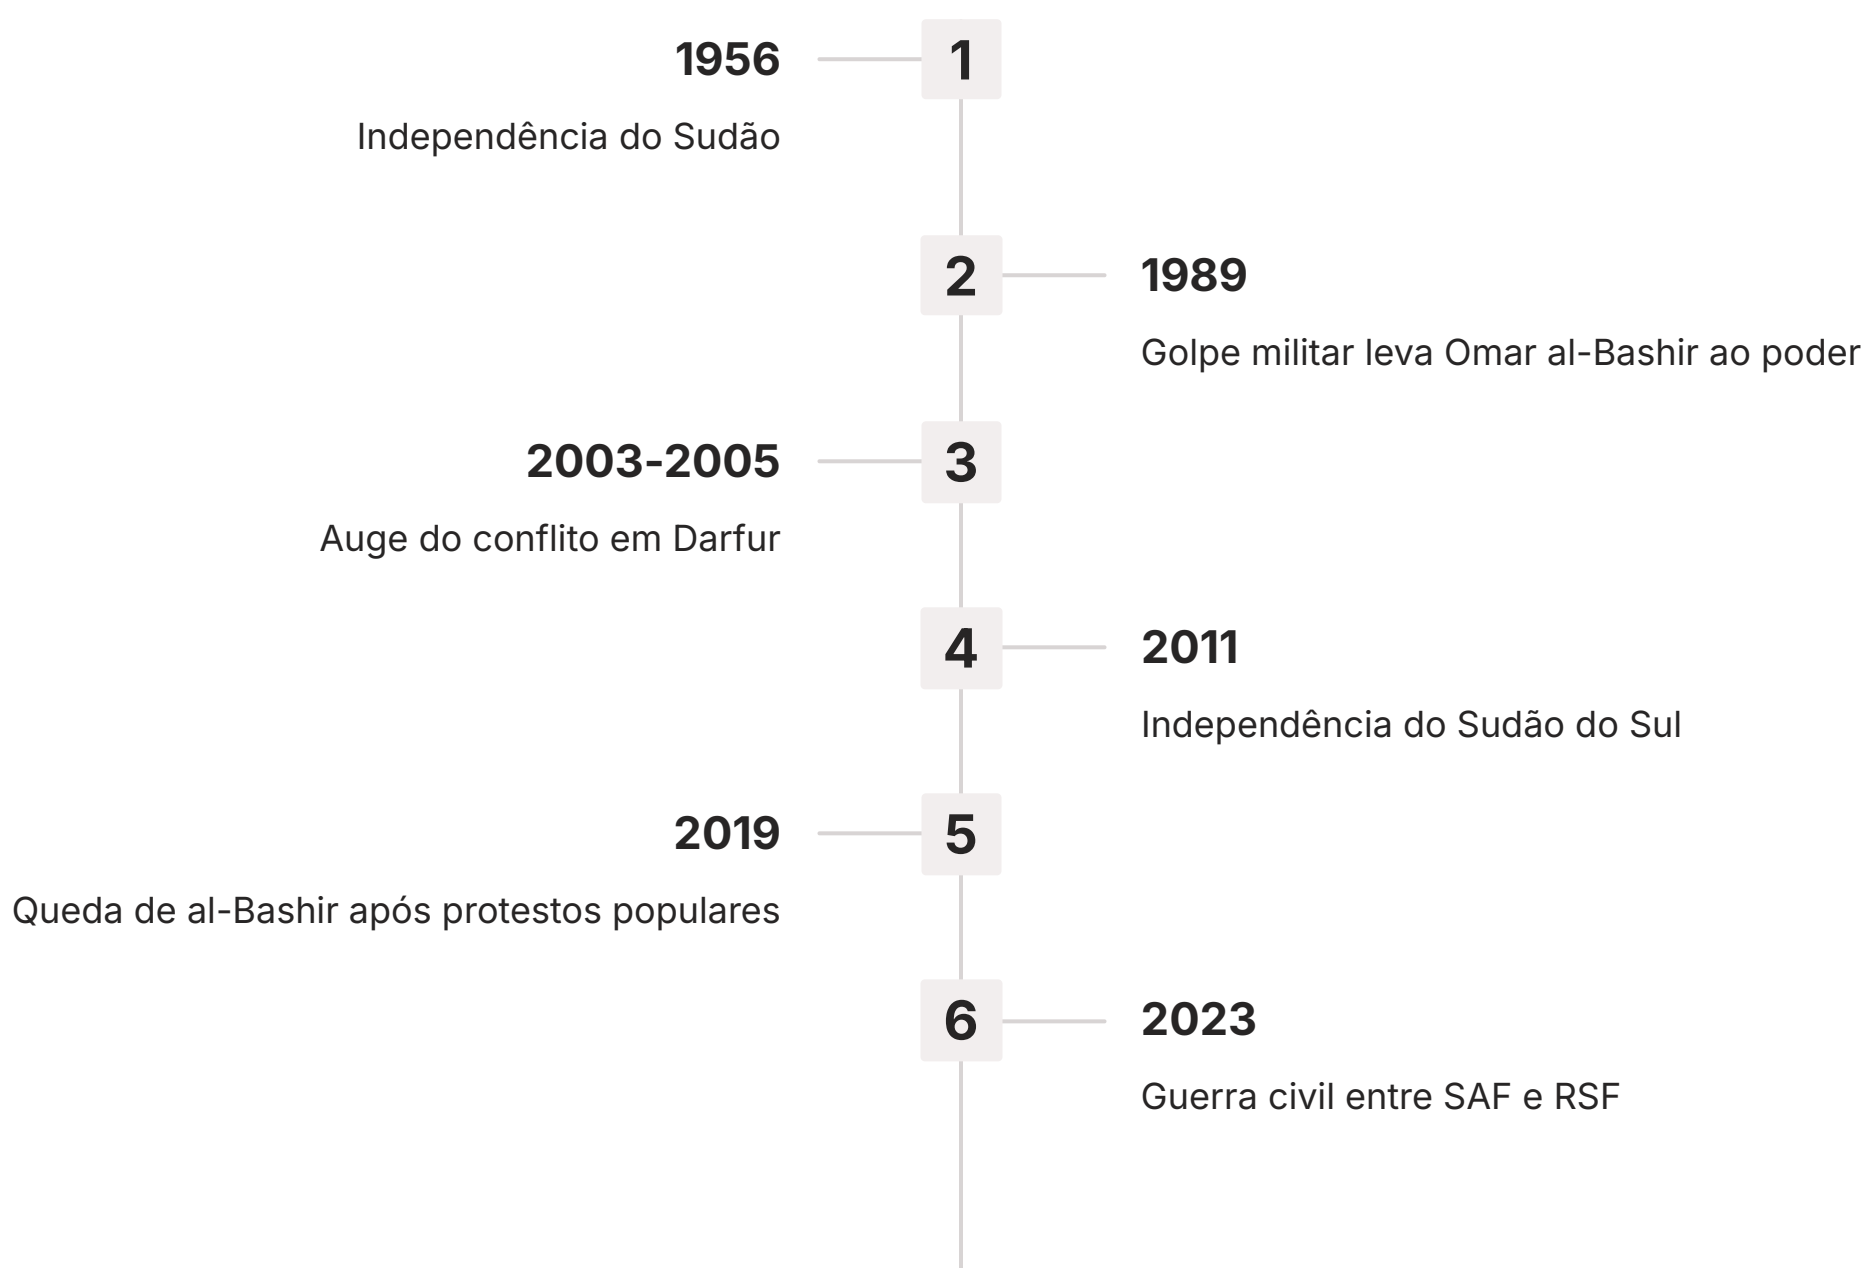 1956
1
Independência do Sudão
2
1989
Golpe militar leva Omar al-Bashir ao poder
2003-2005
3
Auge do conflito em Darfur
4
2011
Independência do Sudão do Sul
2019
5
Queda de al-Bashir após protestos populares
6
2023
Guerra civil entre SAF e RSF